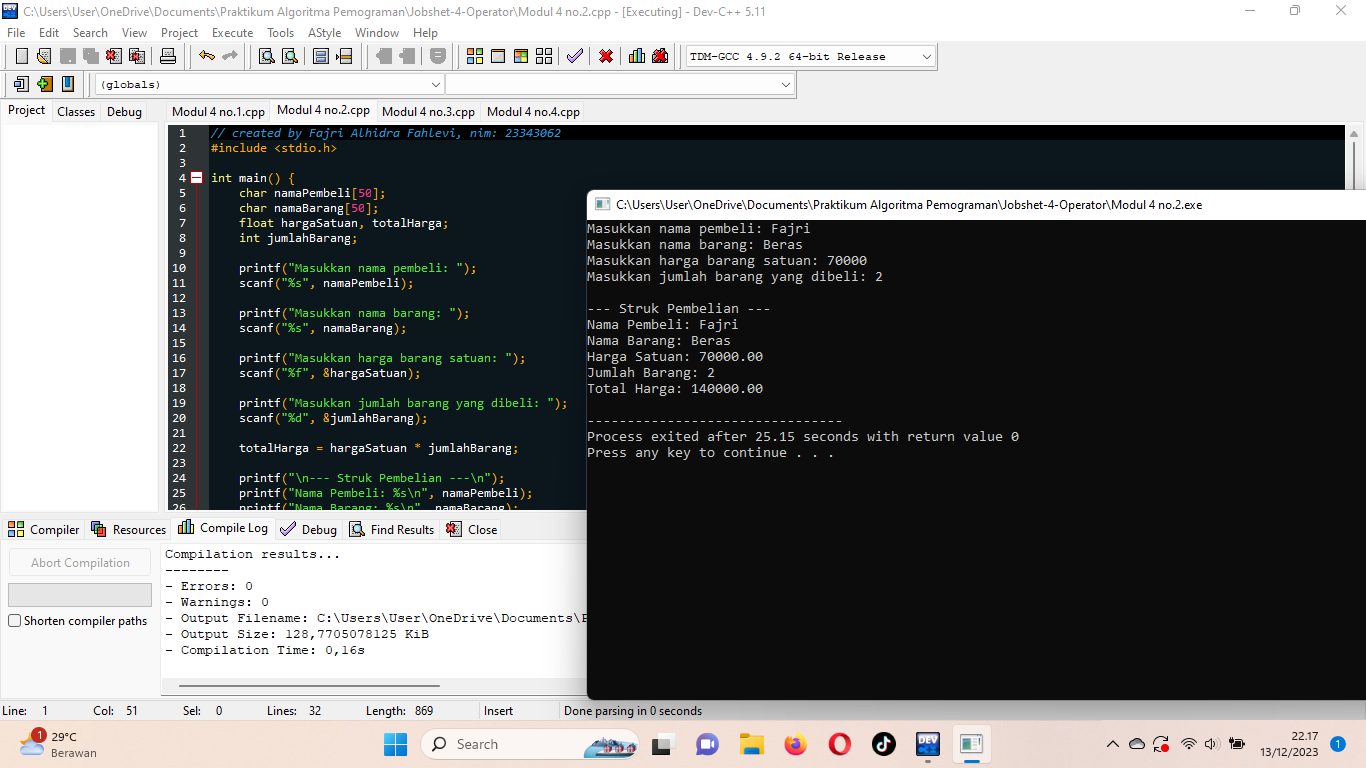 C:\Users\User\OneDrive\Documents\Praktikum Algoritma Pemograman\Jobshet-4-Operator\Modul 4 no.2.cpp - [Executing] - Dev-C++ 5.11
File Edit Search View Project Execute Tools AStyle Window Help
TDM-GCC 4.9.2 64-bit Release
(globals)
Project Classes Debug
Modul 4 no.1.cpp Modul 4 no.2.cpp Modul 4 no.3.cpp Modul 4 no.4.cpp
1 // created by Fajri Alhidra Fahlevi, nim: 23343062
2 #include <stdio.h>
3
4 int main() {
5 char namaPembeli[50];
6 char namaBarang[50];
7 float hargaSatuan, totalHarga;
8 int jumlahBarang;
9
10 printf("Masukkan nama pembeli: ");
11 scanf("%s", namaPembeli);
12
13 printf("Masukkan nama barang: ");
14 scanf("%s", namaBarang);
15
16 printf("Masukkan harga barang satuan: ");
17 scanf("%f", &hargaSatuan);
18
19 printf("Masukkan jumlah barang yang dibeli: ");
20 scanf("%d", &jumlahBarang);
21
22 totalHarga = hargaSatuan * jumlahBarang;
23
24 printf("\n--- Struk Pembelian ---\n");
25 printf("Nama Pembeli: %s\n", namaPembeli);
26 printf("Nama Barang: %s\n", namaBarang);
C:\Users\User\OneDrive\Documents\Praktikum Algoritma Pemograman\Jobshet-4-Operator\Modul 4 no.2.exe
Masukkan nama pembeli: Fajri
Masukkan nama barang: Beras
Masukkan harga barang satuan: 70000
Masukkan jumlah barang yang dibeli: 2
--- Struk Pembelian ---
Nama Pembeli: Fajri
Nama Barang: Beras
Harga Satuan: 70000.00
Jumlah Barang: 2
Total Harga: 140000.00
--------------------------------
Process exited after 25.15 seconds with return value 0
Press any key to continue . . .
Compiler Resources Compile Log Debug Find Results Close
Abort Compilation
Shorten compiler paths
Compilation results...
--------
- Errors: 0
- Warnings: 0
- Output Filename: C:\Users\User\OneDrive\Documents\P
- Output Size: 128,7705078125 KiB
- Compilation Time: 0,16s
Line: 1 Col: 51 Sel: 0 Lines: 32 Length: 869 Insert Done parsing in 0 seconds
1
29°C
Berawan
Search
DEV
22.17
13/12/2023
1